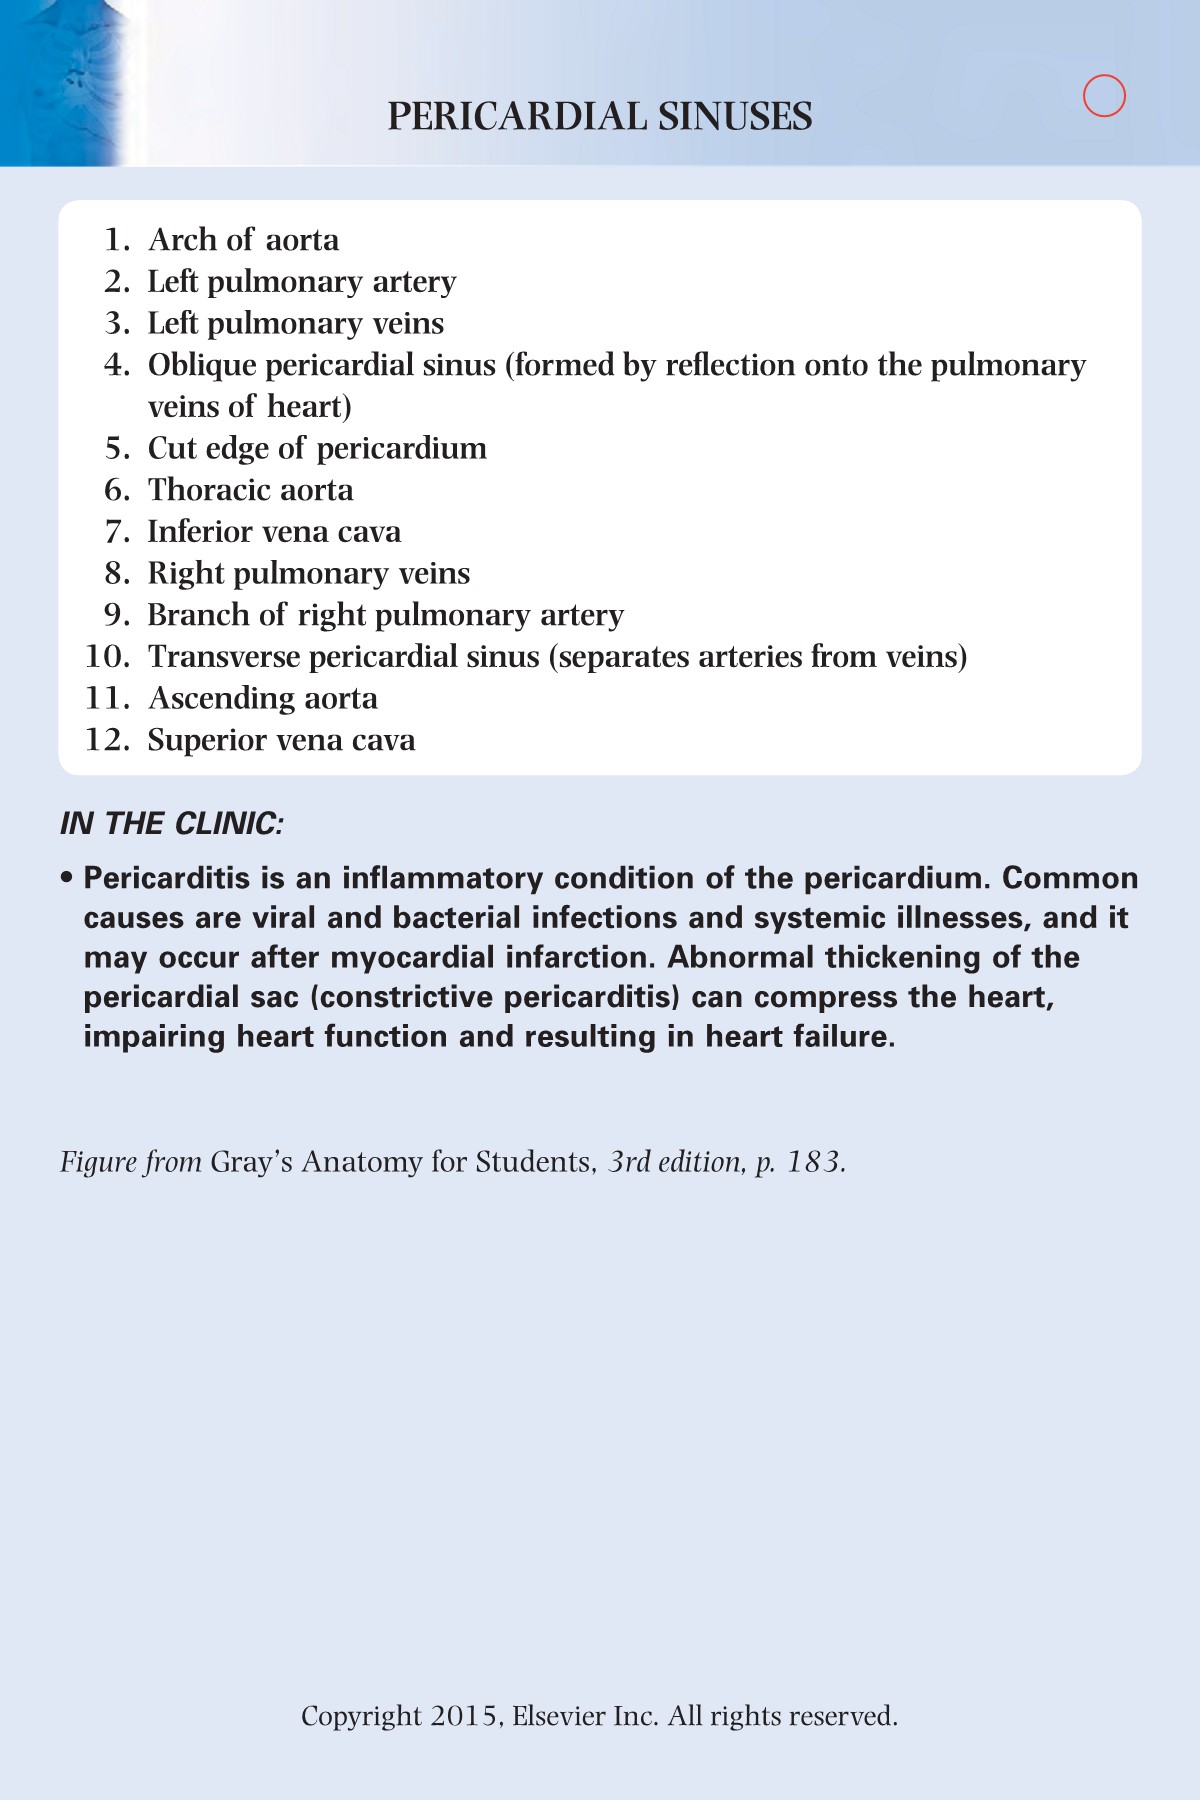 PERICARDIAL SINUSES
1. Arch of aorta
2. Left pulmonary artery
3. Left pulmonary veins
4. Oblique pericardial sinus (formed by reflection onto the pulmonary
veins of heart)
5. Cut edge of pericardium
6. Thoracic aorta
7. Inferior vena cava
8. Right pulmonary veins
9. Branch of right pulmonary artery
10. Transverse pericardial sinus (separates arteries from veins)
11. Ascending aorta
12. Superior vena cava
IN THE CLINIC:
• Pericarditis is an inflammatory condition of the pericardium. Common
causes are viral and bacterial infections and systemic illnesses, and it
may occur after myocardial infarction. Abnormal thickening of the
pericardial sac (constrictive pericarditis) can compress the heart,
impairing heart function and resulting in heart failure.
Figure from Gray's Anatomy for Students, 3rd edition, p. 183.
Copyright 2015, Elsevier Inc. All rights reserved.